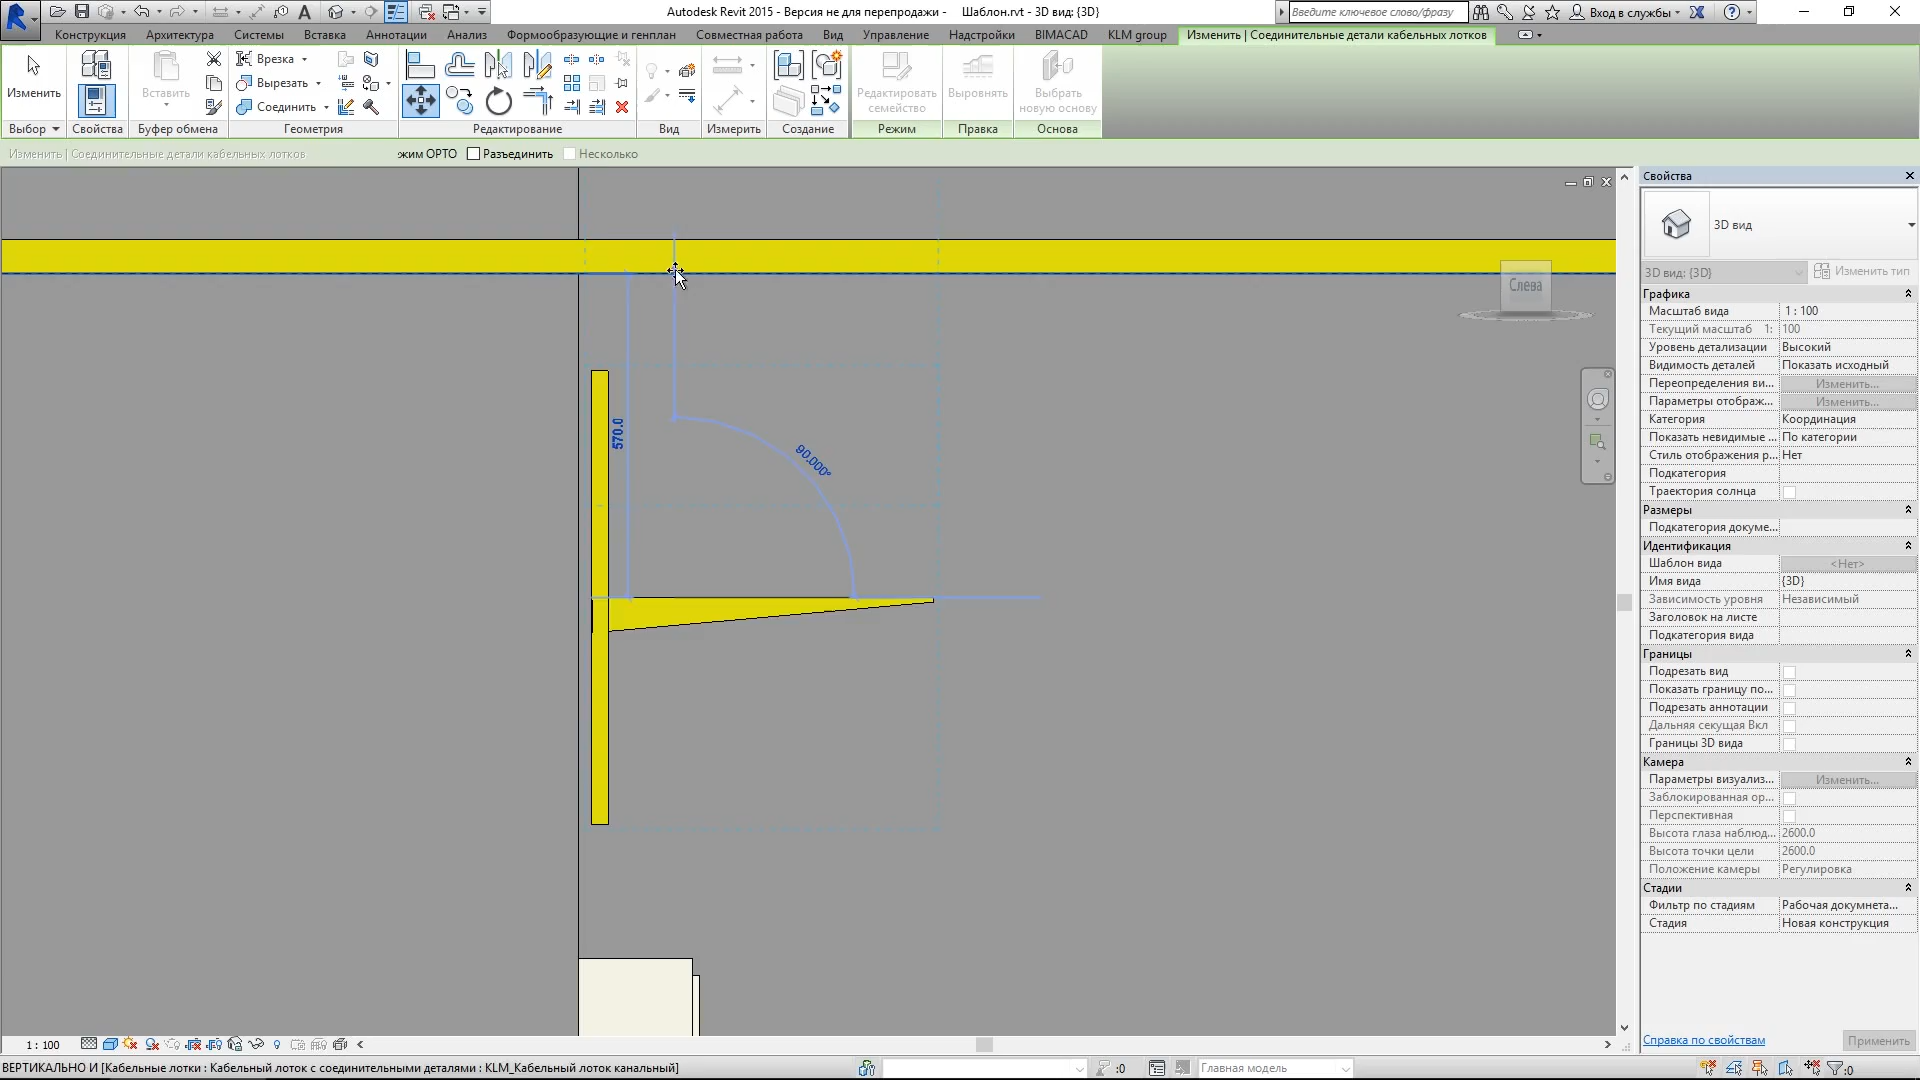 Autodesk Revit 2015 - Версия не для перепродажи -     Шаблон.rvt - 3D вид: {3D}
Введите ключевое слово/фразу
Вход в службы
Конструкция
Архитектура
Системы
Вставка
Аннотации
Анализ
Формообразующие и генплан
Совместная работа
Вид
Управление
Надстройки
BIMACAD
KLM group
Изменить | Соединительные детали кабельных лотков
Изменить
Вставить
Врезка
Вырезать
Соединить
Редактировать
семейство
Выровнять
Выбрать
новую основу
Выбор
Свойства
Буфер обмена
Геометрия
Редактирование
Вид
Измерить
Создание
Режим
Правка
Основа
Изменить | Соединительные детали кабельных лотков
жим ОРТО
Разъединить
Несколько
570.0
90.000°
Слева
Свойства
3D вид
3D вид: {3D}
Изменить тип
Графика
Масштаб вида 1 : 100
Текущий масштаб 1: 100
Уровень детализации Высокий
Видимость деталей Показать исходный
Переопределения ви... Изменить...
Параметры отображ... Изменить...
Категория Координация
Показать невидимые ... По категории
Стиль отображения р... Нет
Подкатегория
Траектория солнца
Размеры
Подкатегория докуме...
Идентификация
Шаблон вида <Нет>
Имя вида {3D}
Зависимость уровня Независимый
Заголовок на листе
Подкатегория вида
Границы
Подрезать вид
Показать границу по...
Подрезать аннотации
Дальняя секущая Вкл
Границы 3D вида
Камера
Параметры визуализ... Изменить...
Заблокированная ор...
Перспективная
Высота глаза наблюд... 2600.0
Высота точки цели 2600.0
Положение камеры Регулировка
Стадии
Фильтр по стадиям Рабочая докумнета...
Стадия Новая конструкция
Справка по свойствам
Применить
1 : 100
ВЕРТИКАЛЬНО И [Кабельные лотки : Кабельный лоток с соединительными деталями : KLM_Кабельный лоток канальный]
:0
Главная модель
:0